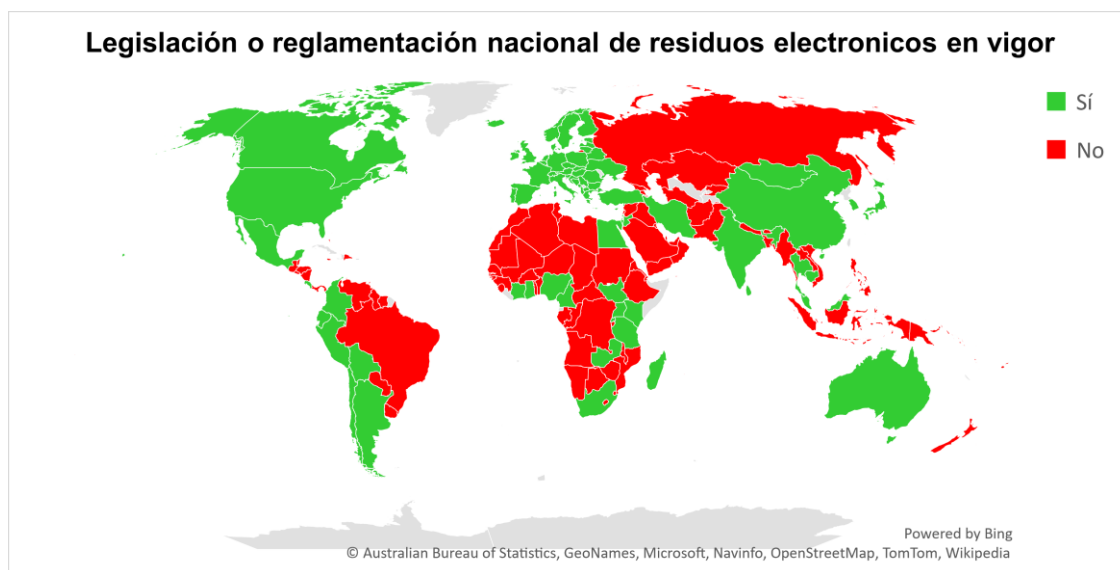 Legislación o reglamentación nacional de residuos electronicos en vigor
Sí
No
Powered by Bing
© Australian Bureau of Statistics, GeoNames, Microsoft, Navinfo, OpenStreetMap, TomTom, Wikipedia